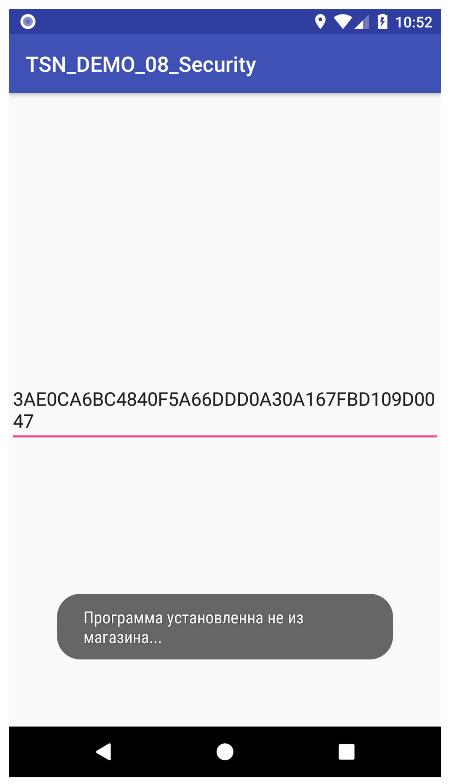 10:52
TSN_DEMO_08_Security
3AE0CA6BC4840F5A66DDD0A30A167FBD109D00
47
Программа установленна не из
магазина...